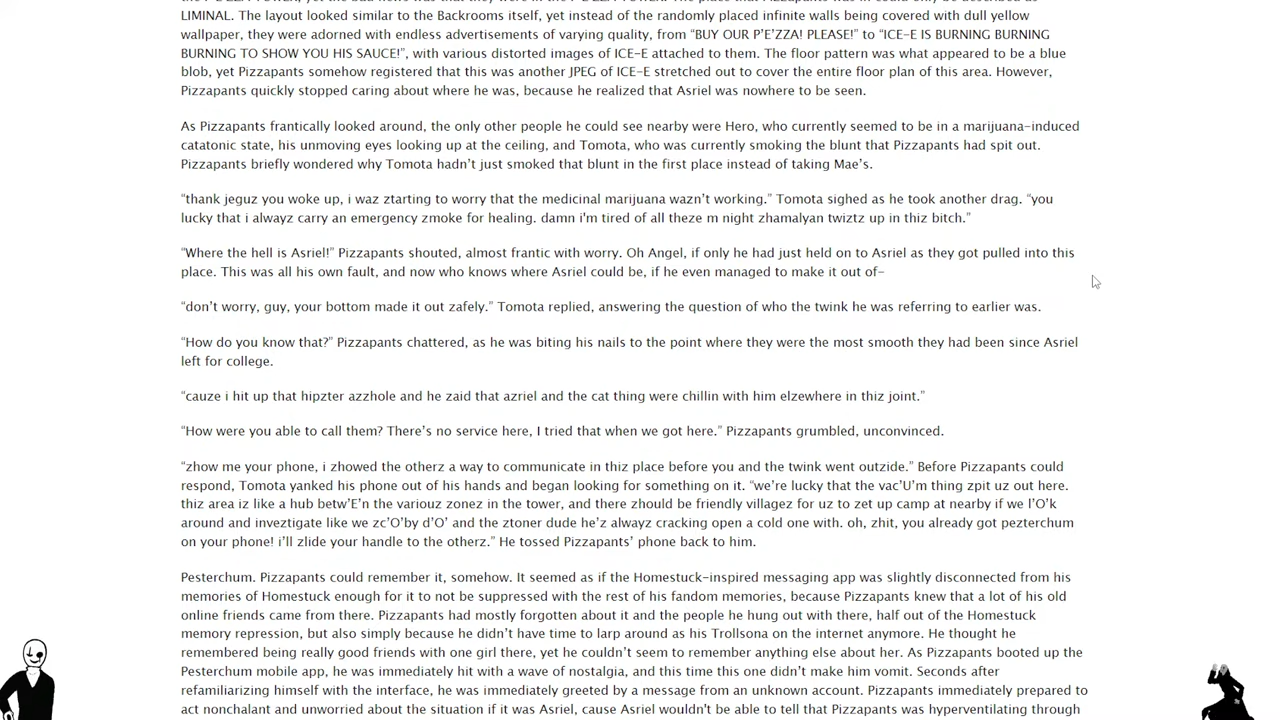 LIMINAL. The layout looked similar to the Backrooms itself, yet instead of the randomly placed infinite walls being covered with dull yellow
wallpaper, they were adorned with endless advertisements of varying quality, from “BUY OUR P’E’ZZA! PLEASE!” to “ICE-E IS BURNING BURNING
BURNING TO SHOW YOU HIS SAUCE!”, with various distorted images of ICE-E attached to them. The floor pattern was what appeared to be a blue
blob, yet Pizzapants somehow registered that this was another JPEG of ICE-E stretched out to cover the entire floor plan of this area. However,
Pizzapants quickly stopped caring about where he was, because he realized that Asriel was nowhere to be seen.
As Pizzapants frantically looked around, the only other people he could see nearby were Hero, who currently seemed to be in a marijuana-induced
catatonic state, his unmoving eyes looking up at the ceiling, and Tomota, who was currently smoking the blunt that Pizzapants had spit out.
Pizzapants briefly wondered why Tomota hadn’t just smoked that blunt in the first place instead of taking Mae’s.
“thank jeguz you woke up, i waz ztarting to worry that the medicinal marijuana wazn’t working.” Tomota sighed as he took another drag. “you
lucky that i alwayz carry an emergency zmoke for healing. damn i'm tired of all theze m night zhamalyan twiztz up in thiz bitch.”
“Where the hell is Asriel!” Pizzapants shouted, almost frantic with worry. Oh Angel, if only he had just held on to Asriel as they got pulled into this
place. This was all his own fault, and now who knows where Asriel could be, if he even managed to make it out of–
“don’t worry, guy, your bottom made it out zafely.” Tomota replied, answering the question of who the twink he was referring to earlier was.
“How do you know that?” Pizzapants chattered, as he was biting his nails to the point where they were the most smooth they had been since Asriel
left for college.
“cauze i hit up that hipzter azzhole and he zaid that azriel and the cat thing were chillin with him elzewhere in thiz joint.”
“How were you able to call them? There’s no service here, I tried that when we got here.” Pizzapants grumbled, unconvinced.
“zhow me your phone, i zhowed the otherz a way to communicate in thiz place before you and the twink went outzide.” Before Pizzapants could
respond, Tomota yanked his phone out of his hands and began looking for something on it. “we’re lucky that the vac’U’m thing zpit uz out here.
thiz area iz like a hub betw’E’n the variouz zonez in the tower, and there zhould be friendly villagez for uz to zet up camp at nearby if we l’O’k
around and inveztigate like we zc’O’by d’O’ and the ztoner dude he’z alwayz cracking open a cold one with. oh, zhit, you already got pezterchum
on your phone! i’ll zlide your handle to the otherz.” He tossed Pizzapants’ phone back to him.
Pesterchum. Pizzapants could remember it, somehow. It seemed as if the Homestuck-inspired messaging app was slightly disconnected from his
memories of Homestuck enough for it to not be suppressed with the rest of his fandom memories, because Pizzapants knew that a lot of his old
online friends came from there. Pizzapants had mostly forgotten about it and the people he hung out with there, half out of the Homestuck
memory repression, but also simply because he didn’t have time to larp around as his Trollsona on the internet anymore. He thought he
remembered being really good friends with one girl there, yet he couldn’t seem to remember anything else about her. As Pizzapants booted up the
Pesterchum mobile app, he was immediately hit with a wave of nostalgia, and this time this one didn’t make him vomit. Seconds after
refamiliarizing himself with the interface, he was immediately greeted by a message from an unknown account. Pizzapants immediately prepared to
act nonchalant and unworried about the situation if it was Asriel, cause Asriel wouldn't be able to tell that Pizzapants was hyperventilating through